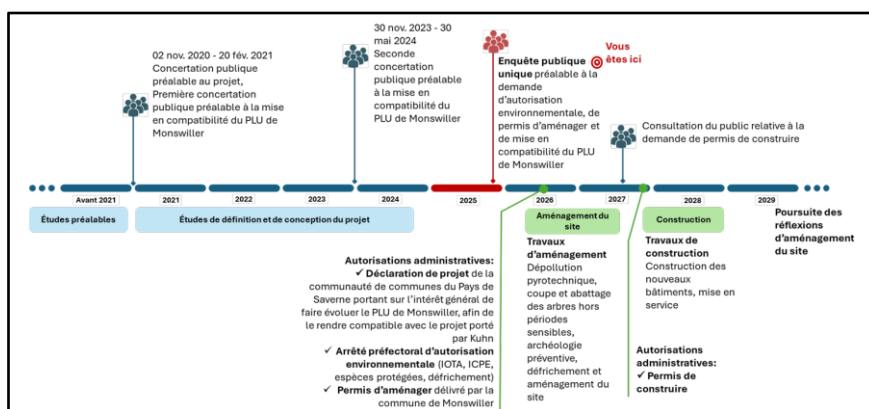 02 nov. 2020 - 20 fév. 2021
Concertation publique
préalable au projet,
Première concertation
publique préalable à la mise
en compatibilité du PLU de
Monswiller
30 nov. 2023 - 30
mai 2024
Seconde
concertation
publique préalable
à la mise en
compatibilité du
PLU de Monswiller
Enquête publique
unique préalable à la
demande
d'autorisation
environnementale, de
permis d'aménager et
de mise en
compatibilité du PLU
de Monswiller
Vous
êtes ici
Consultation du public relative à la
demande de permis de construire
Avant 2021
2021
2022
2023
2024
2025
2026
2027
2028
2029
Études préalables
Études de définition et de conception du projet
Aménagement du
site
Construction
Poursuite des
réflexions
d'aménagement
du site
Autorisations administratives:
✓ Déclaration de projet de la
communauté de communes du Pays de
Saverne portant sur l'intérêt général de
faire évoluer le PLU de Monswiller, afin de
le rendre compatible avec le projet porté
par Kuhn
✓ Arrêté préfectoral d'autorisation
environnementale (IOTA, ICPE,
espèces protégées, défrichement)
✓ Permis d'aménager délivré par la
commune de Monswiller
Travaux
d'aménagement
Dépollution
pyrotechnique,
coupe et abattage
des arbres hors
périodes
sensibles,
archéologie
préventive,
défrichement et
aménagement du
site
Travaux de
construction
Construction des
nouveaux
bâtiments, mise en
service
Autorisations
administratives:
✓ Permis de
construire